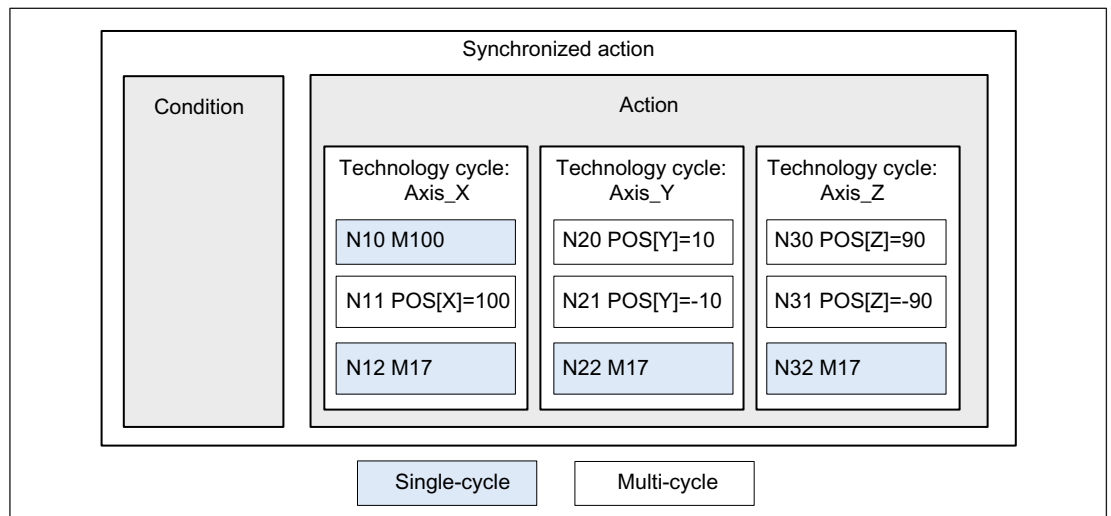 Synchronized action
Condition
Action
Technology cycle:
Axis_X
N10 M100
N11 POS[X]=100
N12 M17
Technology cycle:
Axis_Y
N20 POS[Y]=10
N21 POS[Y]=-10
N22 M17
Technology cycle:
Axis_Z
N30 POS[Z]=90
N31 POS[Z]=-90
N32 M17
Single-cycle
Multi-cycle